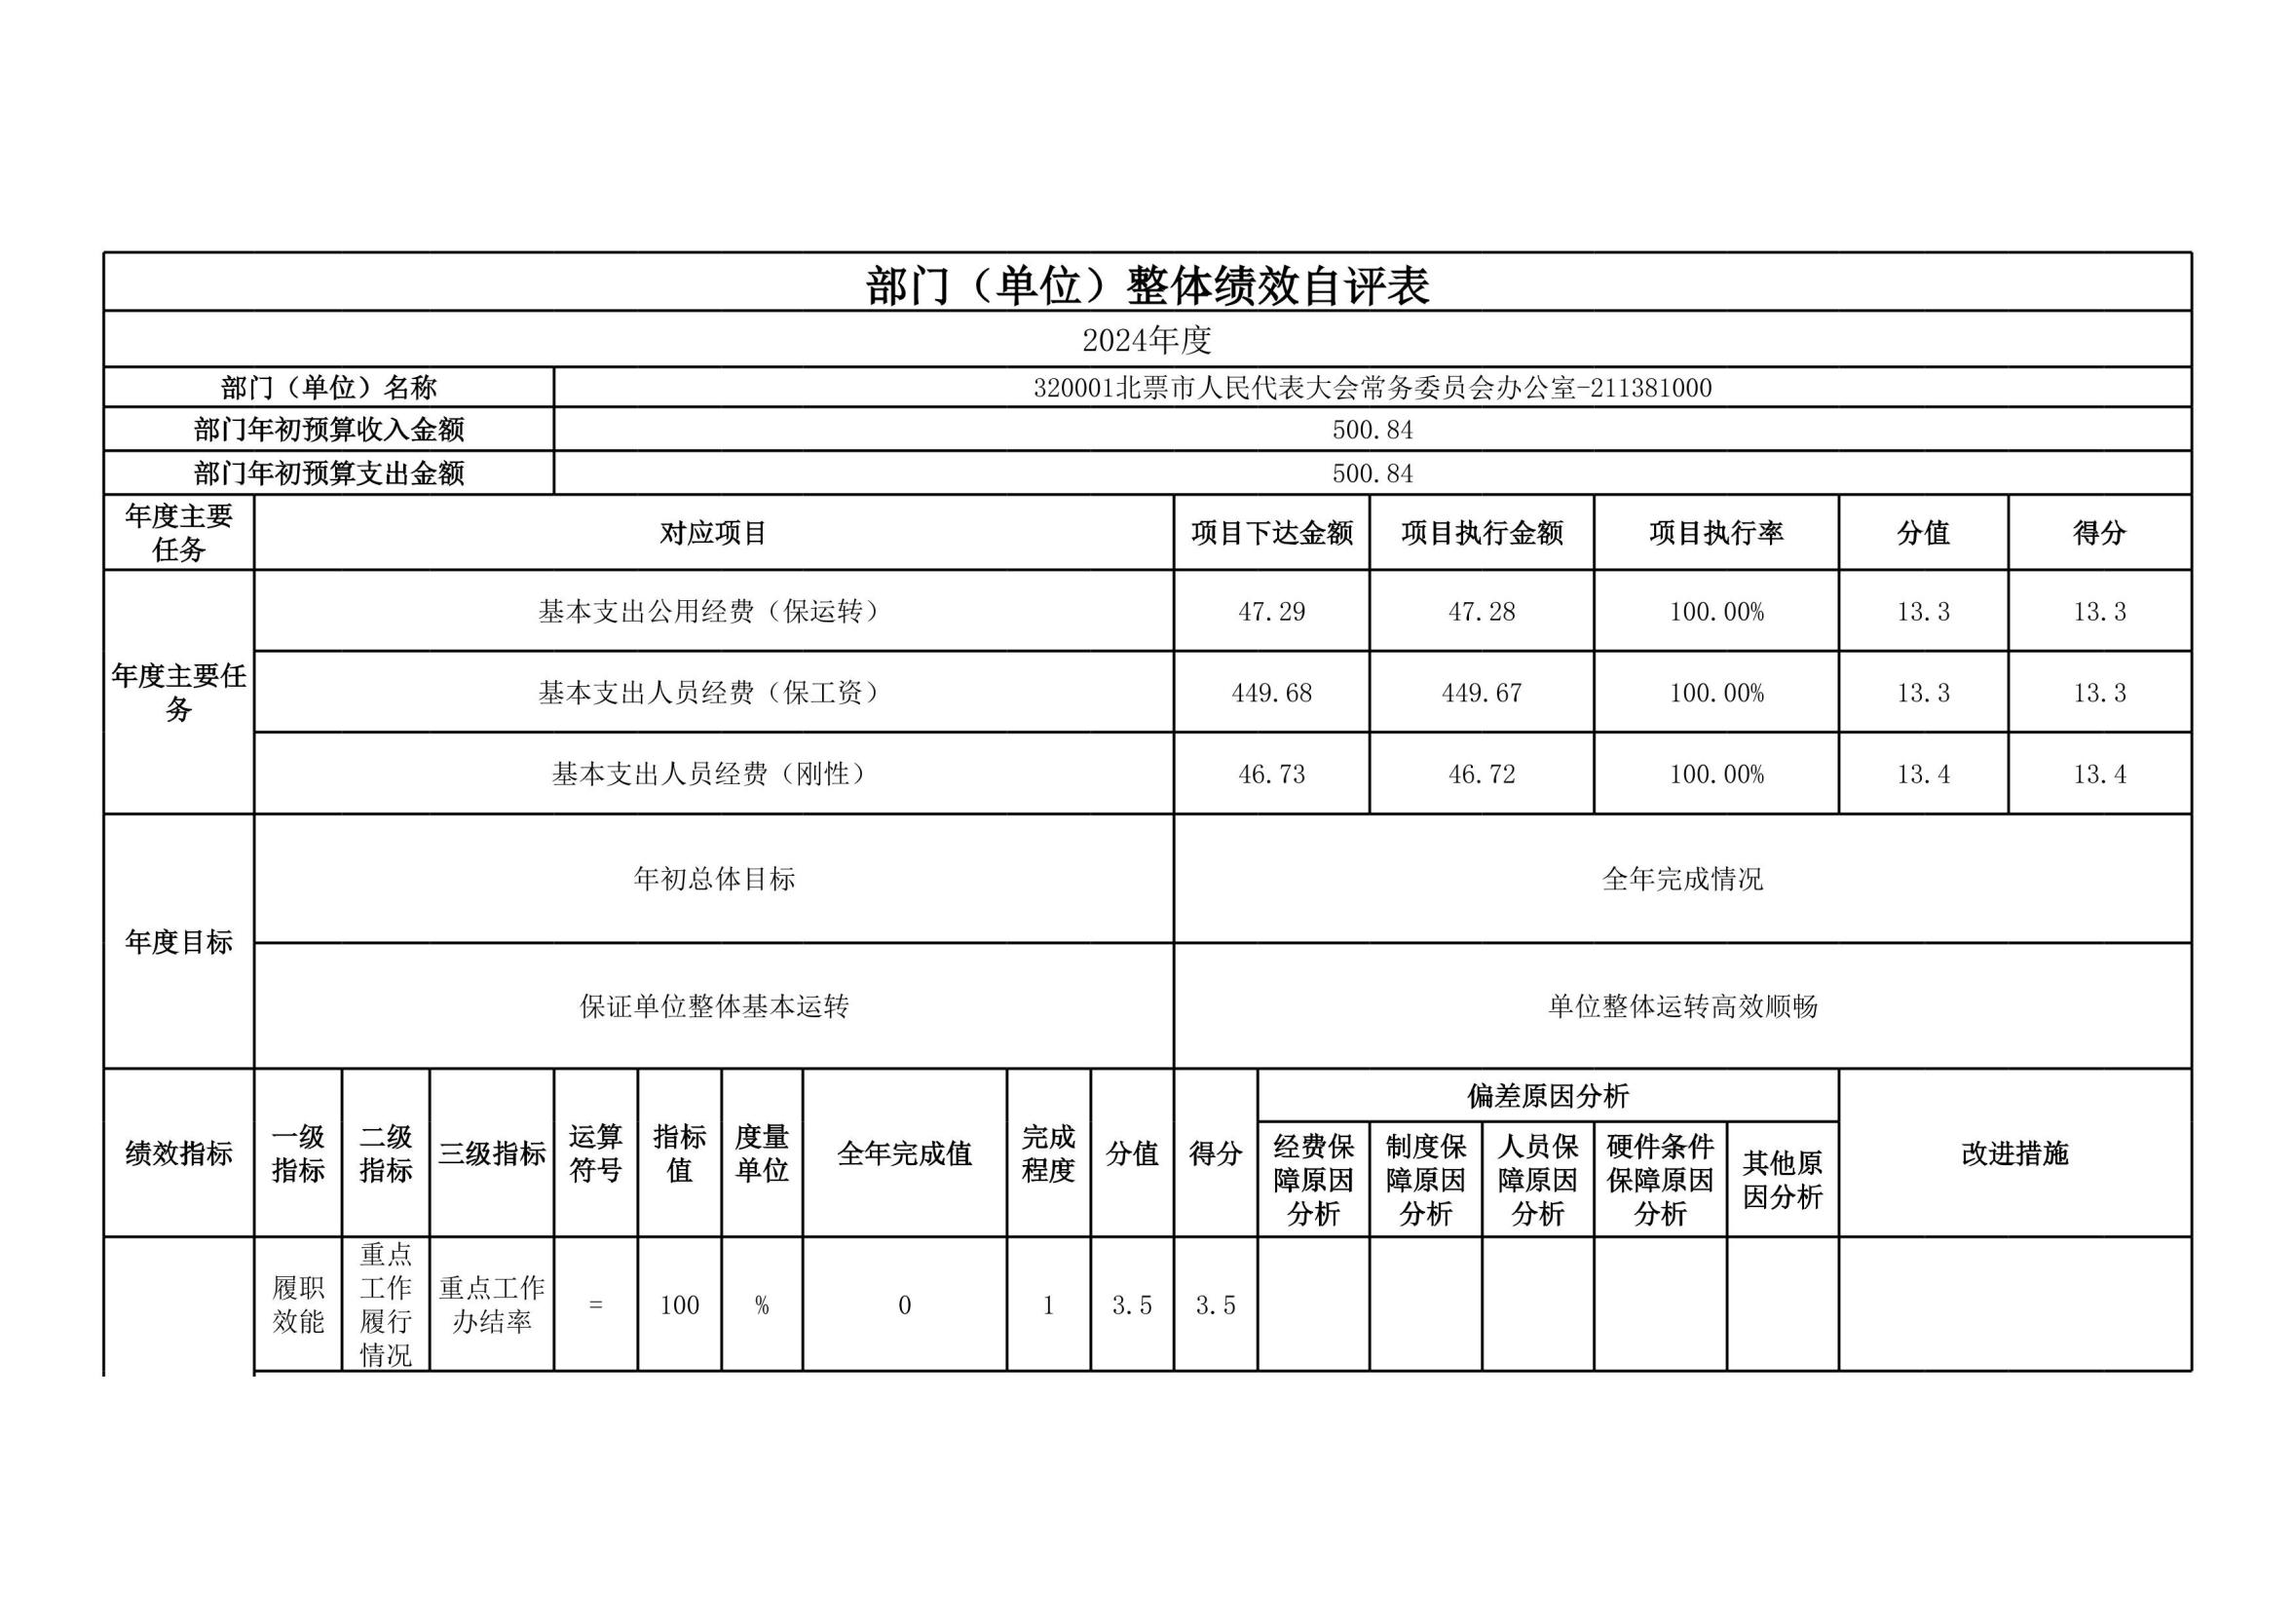 部门（单位）整体绩效自评表
2024年度
部门（单位）名称 320001北票市人民代表大会常务委员会办公室-211381000
部门年初预算收入金额 500.84
部门年初预算支出金额 500.84
年度主要
任务
对应项目 项目下达金额 项目执行金额 项目执行率 分值 得分
年度主要任
务
基本支出公用经费（保运转） 47.29 47.28 100.00% 13.3 13.3
基本支出人员经费（保工资） 449.68 449.67 100.00% 13.3 13.3
基本支出人员经费（刚性） 46.73 46.72 100.00% 13.4 13.4
年度目标
年初总体目标 全年完成情况
保证单位整体基本运转 单位整体运转高效顺畅
绩效指标
一级
指标
二级
指标
三级指标
运算
符号
指标
值
度量
单位
全年完成值
完成
程度
分值
得分
偏差原因分析
经费保
障原因
分析
制度保
障原因
分析
人员保
障原因
分析
硬件条件
保障原因
分析
其他原
因分析
改进措施
履职
效能
重点
工作
履行
情况
重点工作
办结率
= 100 % 0 1 3.5 3.5